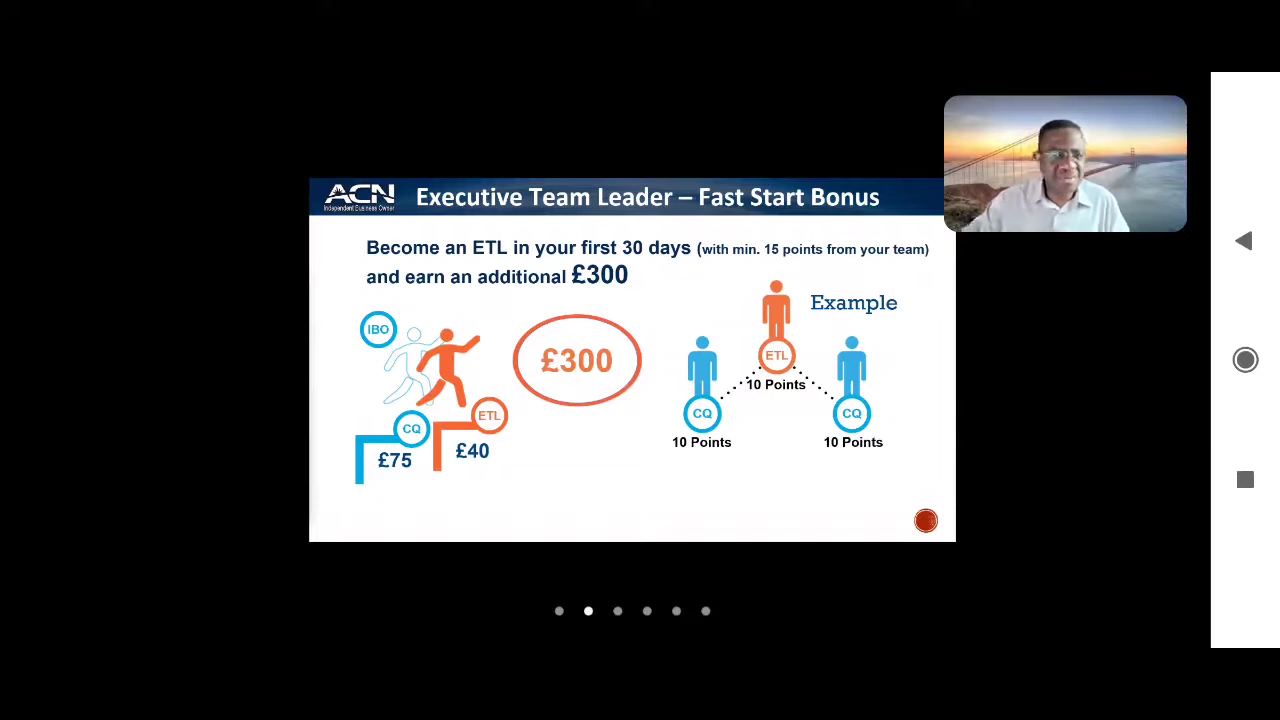 ACN
Independent Business Owner
Executive Team Leader – Fast Start Bonus
Become an ETL in your first 30 days (with min. 15 points from your team)
and earn an additional £300
Example
IBO
£300
ETL
10 Points
CQ
£75
ETL
£40
CQ
10 Points
CQ
10 Points